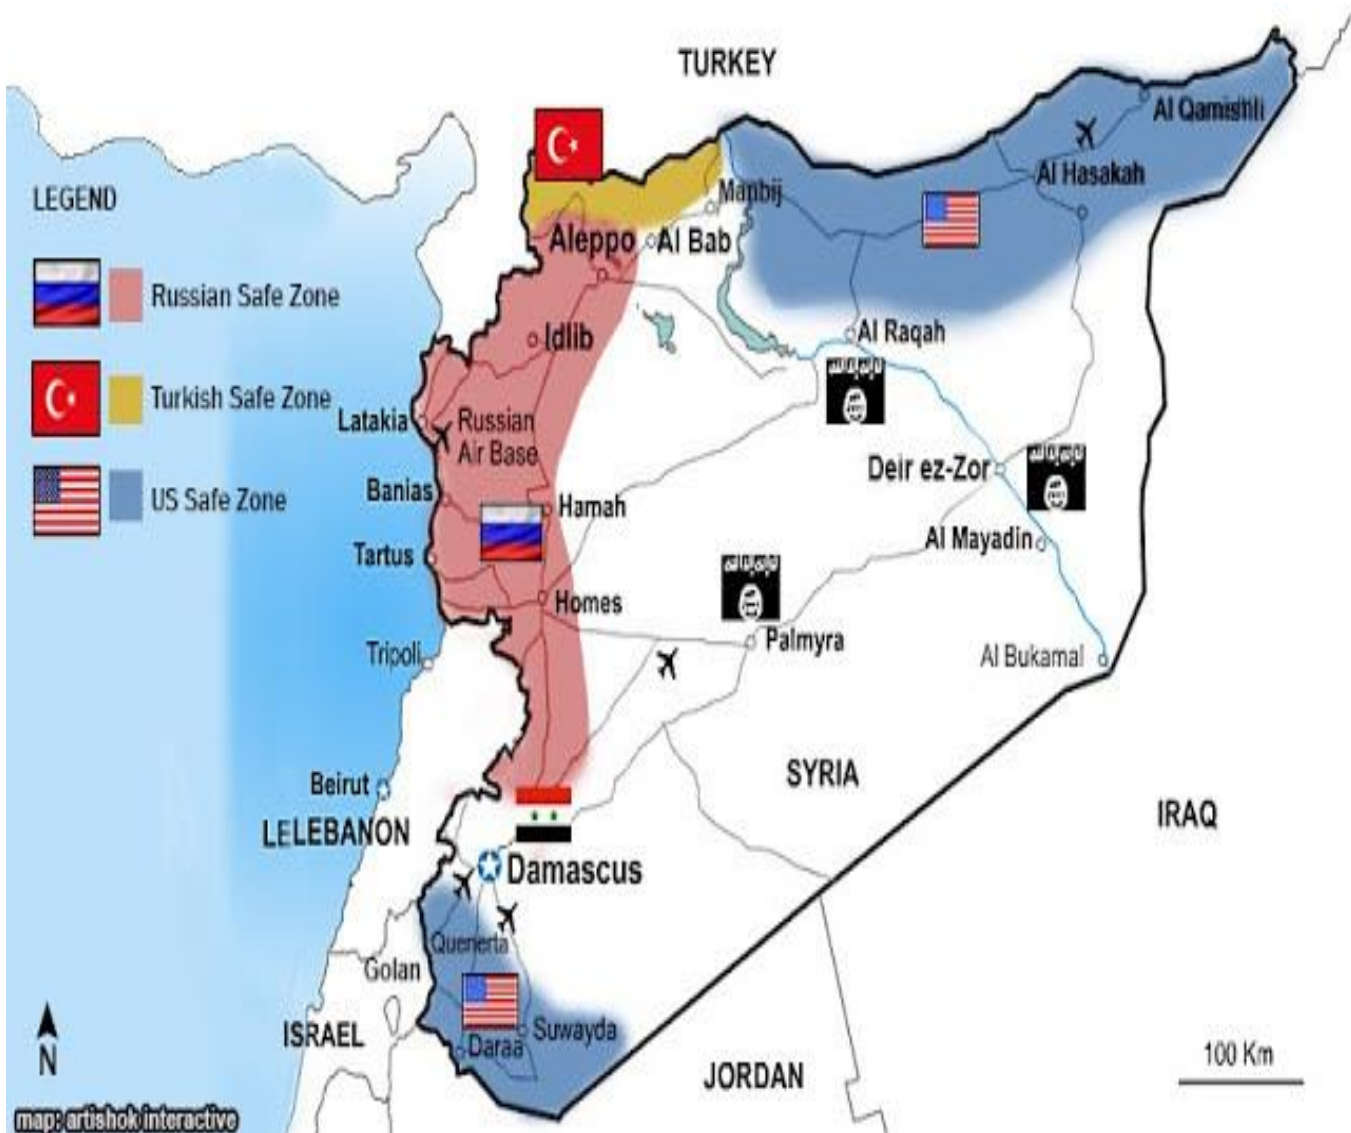 TURKEY
LEGEND
Russian Safe Zone
Turkish Safe Zone
US Safe Zone
Al Qamishli
Al Hasakah
Manbij
Aleppo
Al Bab
Idlib
Al Raqah
Latakia
Russian
Air Base
Banias
Hamah
Deir ez-Zor
Tartus
Al Mayadin
Homes
Palmyra
Tripoli
Al Bukamal
SYRIA
Beirut
LELEBANON
IRAQ
Damascus
Golan
ISRAEL
Suwayda
Daraa
JORDAN
100 Km
N
map: artishok interactive